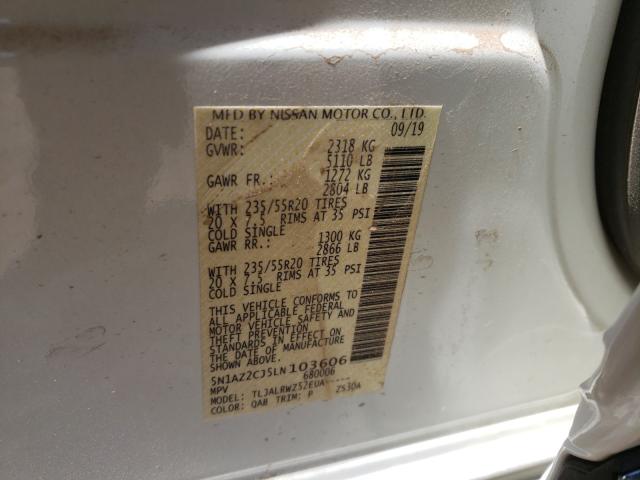 MFD BY NISSAN MOTOR CO., LTD.
DATE: 09/19
GVWR: 2318 KG
5110 LB
GAWR FR.: 1272 KG
2804 LB
WITH 235/55R20 TIRES
20 X 7.5 RIMS AT 35 PSI
COLD SINGLE
GAWR RR.: 1300 KG
2866 LB
WITH 235/55R20 TIRES
20 X 7.5 RIMS AT 35 PSI
COLD SINGLE
THIS VEHICLE CONFORMS TO
ALL APPLICABLE FEDERAL
MOTOR VEHICLE SAFETY AND
THEFT PREVENTION
STANDARDS IN EFFECT ON
THE DATE OF MANUFACTURE
SHOWN ABOVE.
5N1AZ2CJ5LN103606
MPV 680006
MODEL: TLJALRWZ52EUA-----
COLOR: QAB TRIM: P Z530A